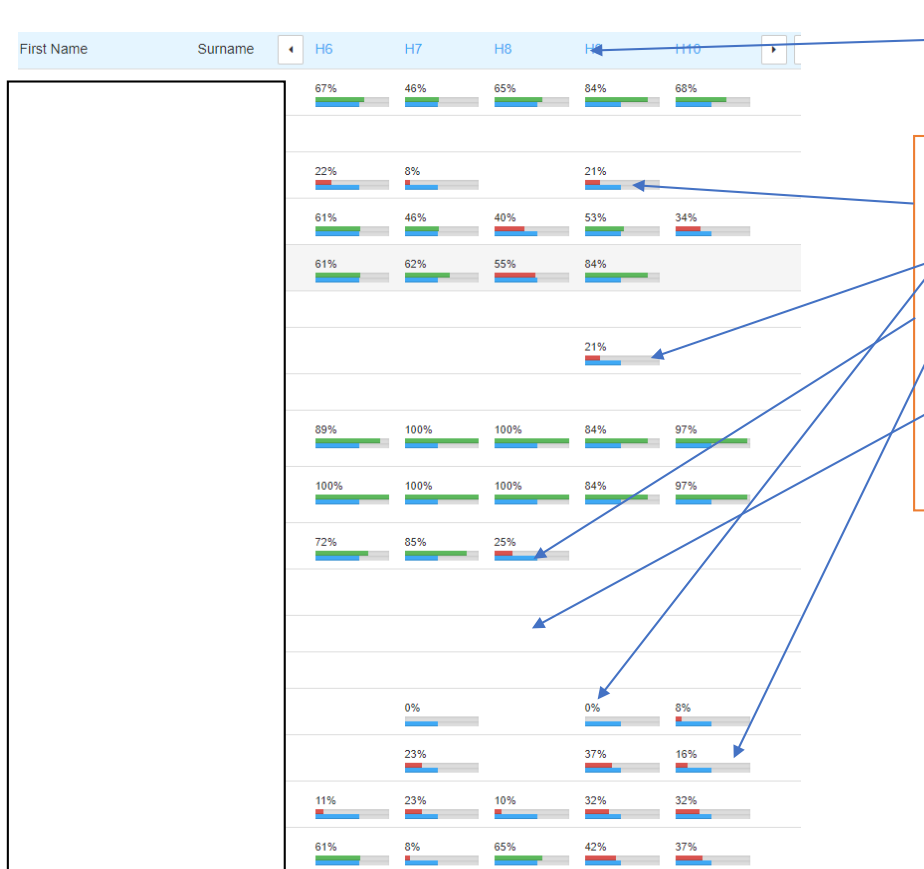 First Name Surname H6 H7 H8 H9 H10
67% 46% 65% 84% 68%
22% 8% 21%
61% 46% 40% 53% 34%
61% 62% 55% 84%
21%
89% 100% 100% 84% 97%
100% 100% 100% 84% 97%
72% 85% 25%
0% 0% 8%
23% 37% 16%
11% 23% 10% 32% 32%
61% 8% 65% 42% 37%